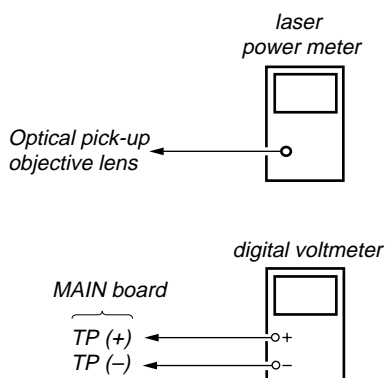 laser
power meter
Optical pick-up
objective lens
digital voltmeter
MAIN board
TP (+)
+
TP (–)
–